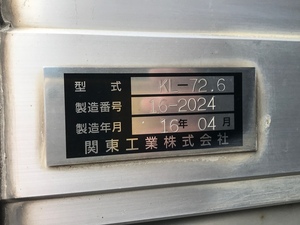 型 式 KL-72.6
製造番号 16-2024
製造年月 16年 04月
関東工業株式会社